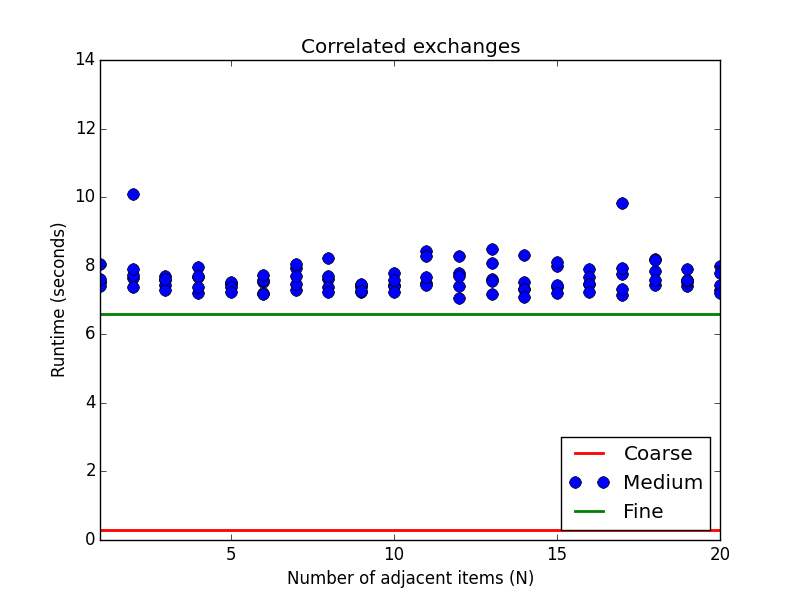 Correlated exchanges
14
12
10
8
6
4
2
0
Runtime (seconds)
5
10
15
20
Number of adjacent items (N)
Coarse
Medium
Fine